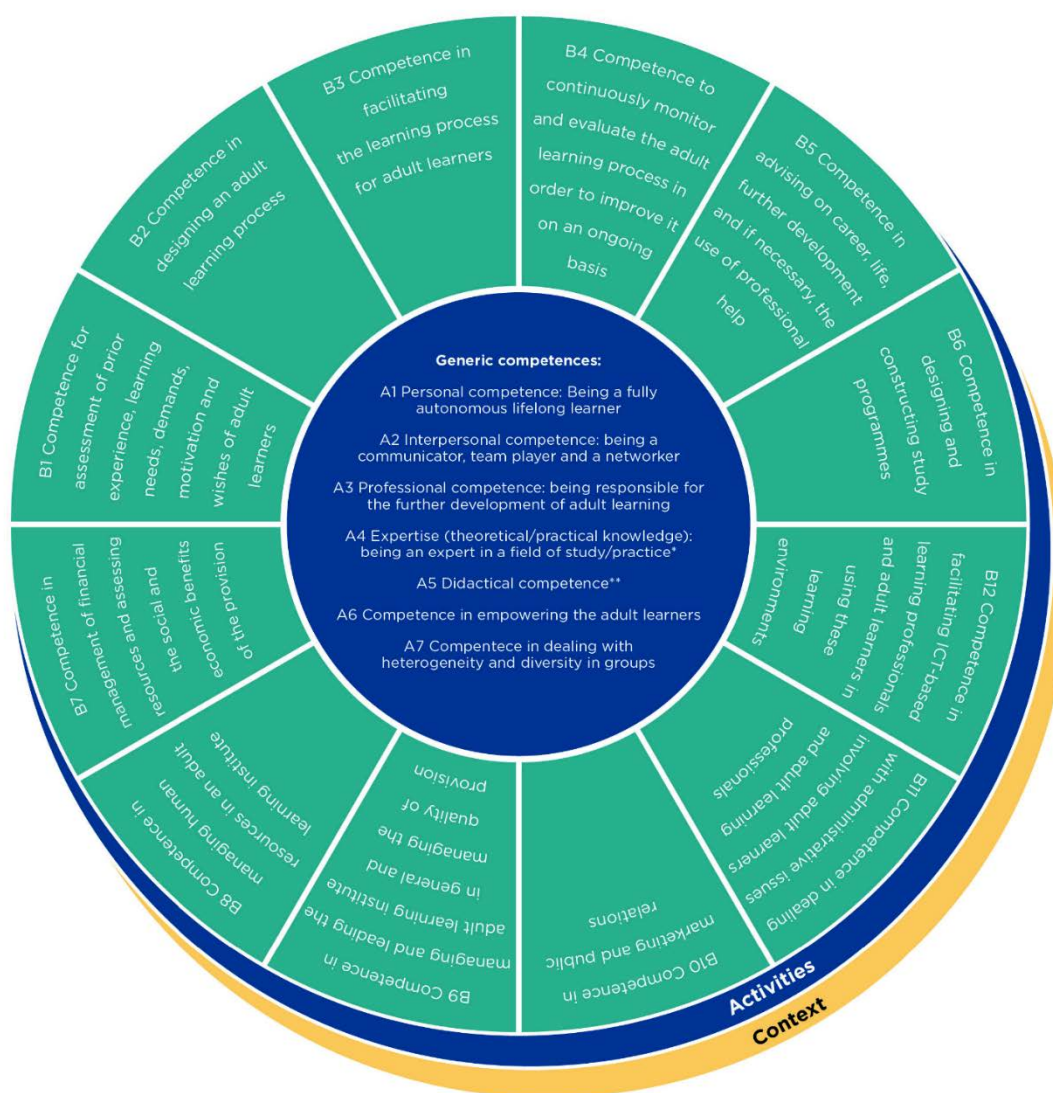 B1 Competence for
assessment of prior
experience, learning
needs, demands,
motivation and
wishes of adult
learners
B2 Competence in
designing an adult
learning process
B3 Competence in
facilitating
the learning process
for adult learners
B4 Competence to
continuously monitor
and evaluate the adult
learning process in
order to improve it
on an ongoing
basis
B5 Competence in
advising on career, life,
further development
and if necessary, the
use of professional
help
B6 Competence in
designing and
constructing study
programmes
B12 Competence in
facilitating ICT-based
learning professionals
and adult learners in
using these
learning
environments
B11 Competence in dealing
with administrative issues
involving adult learners
and adult learning
professionals
B10 Competence in
marketing and public
relations
B9 Competence in
managing and leading the
adult learning institute
in general and
managing the
quality of
provision
B8 Competence in
managing human
resources in an adult
learning institute
B7 Competence in
management of financial
resources and assessing
the social and
economic benefits
of the provision
Generic competences:
A1 Personal competence: Being a fully
autonomous lifelong learner
A2 Interpersonal competence: being a
communicator, team player and a networker
A3 Professional competence: being responsible for
the further development of adult learning
A4 Expertise (theoretical/practical knowledge):
being an expert in a field of study/practice*
A5 Didactical competence**
A6 Competence in empowering the adult learners
A7 Compentece in dealing with
heterogeneity and diversity in groups
Activities
Context